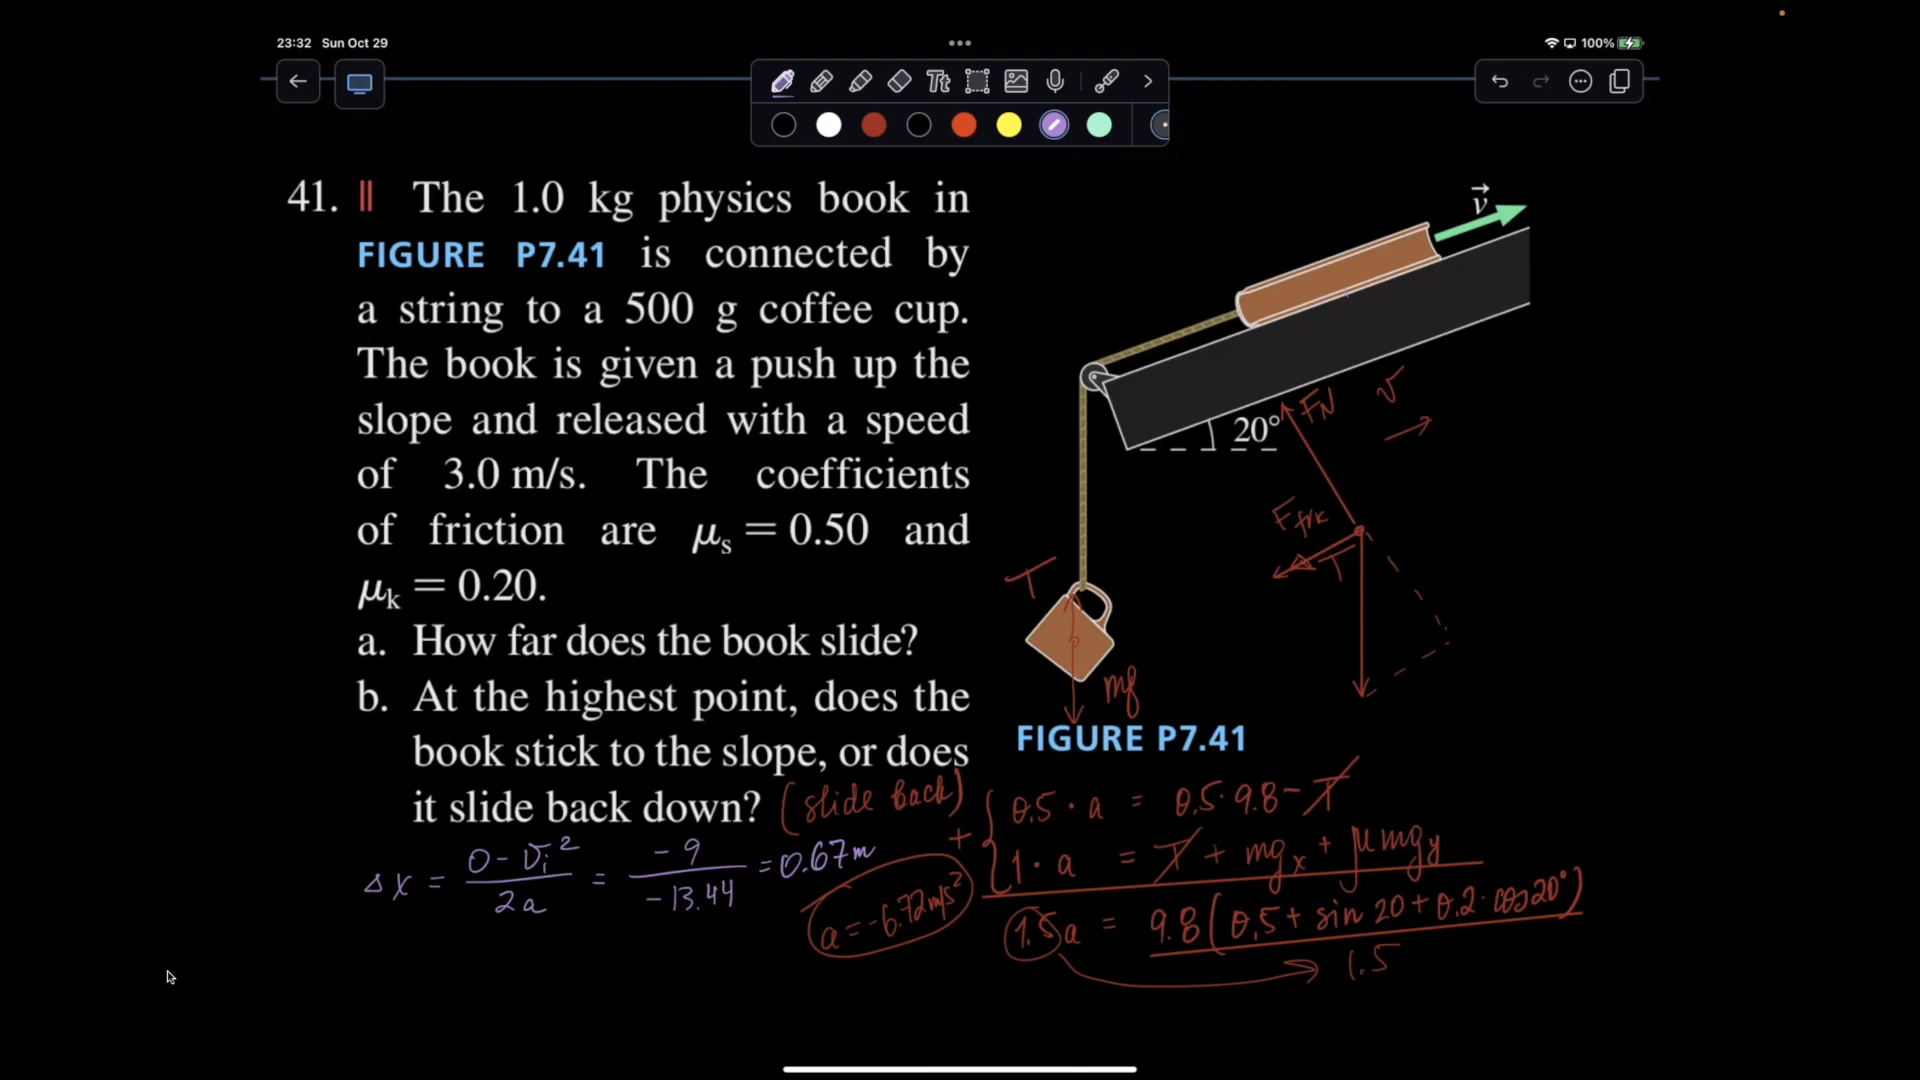 23:32 Sun Oct 29
100%
Tt
41. || The 1.0 kg physics book in
FIGURE P7.41 is connected by
a string to a 500 g coffee cup.
The book is given a push up the
slope and released with a speed
of 3.0 m/s. The coefficients
of friction are μs = 0.50 and
μk = 0.20.
a. How far does the book slide?
b. At the highest point, does the
book stick to the slope, or does
it slide back down? (slide back)
v⃗
20°
FN
v
Ffrk
T
T
mg
FIGURE P7.41
0.5 · a = 0.5 · 9.8 - T
+
1 · a = T + mgx + μmgy
1.5a = 9.8(0.5 + sin 20 + 0.2 · cos 20°)
1.5
a = -6.72 m/s²
Δx = 0 - vi² / 2a = -9 / -13.44 = 0.67m